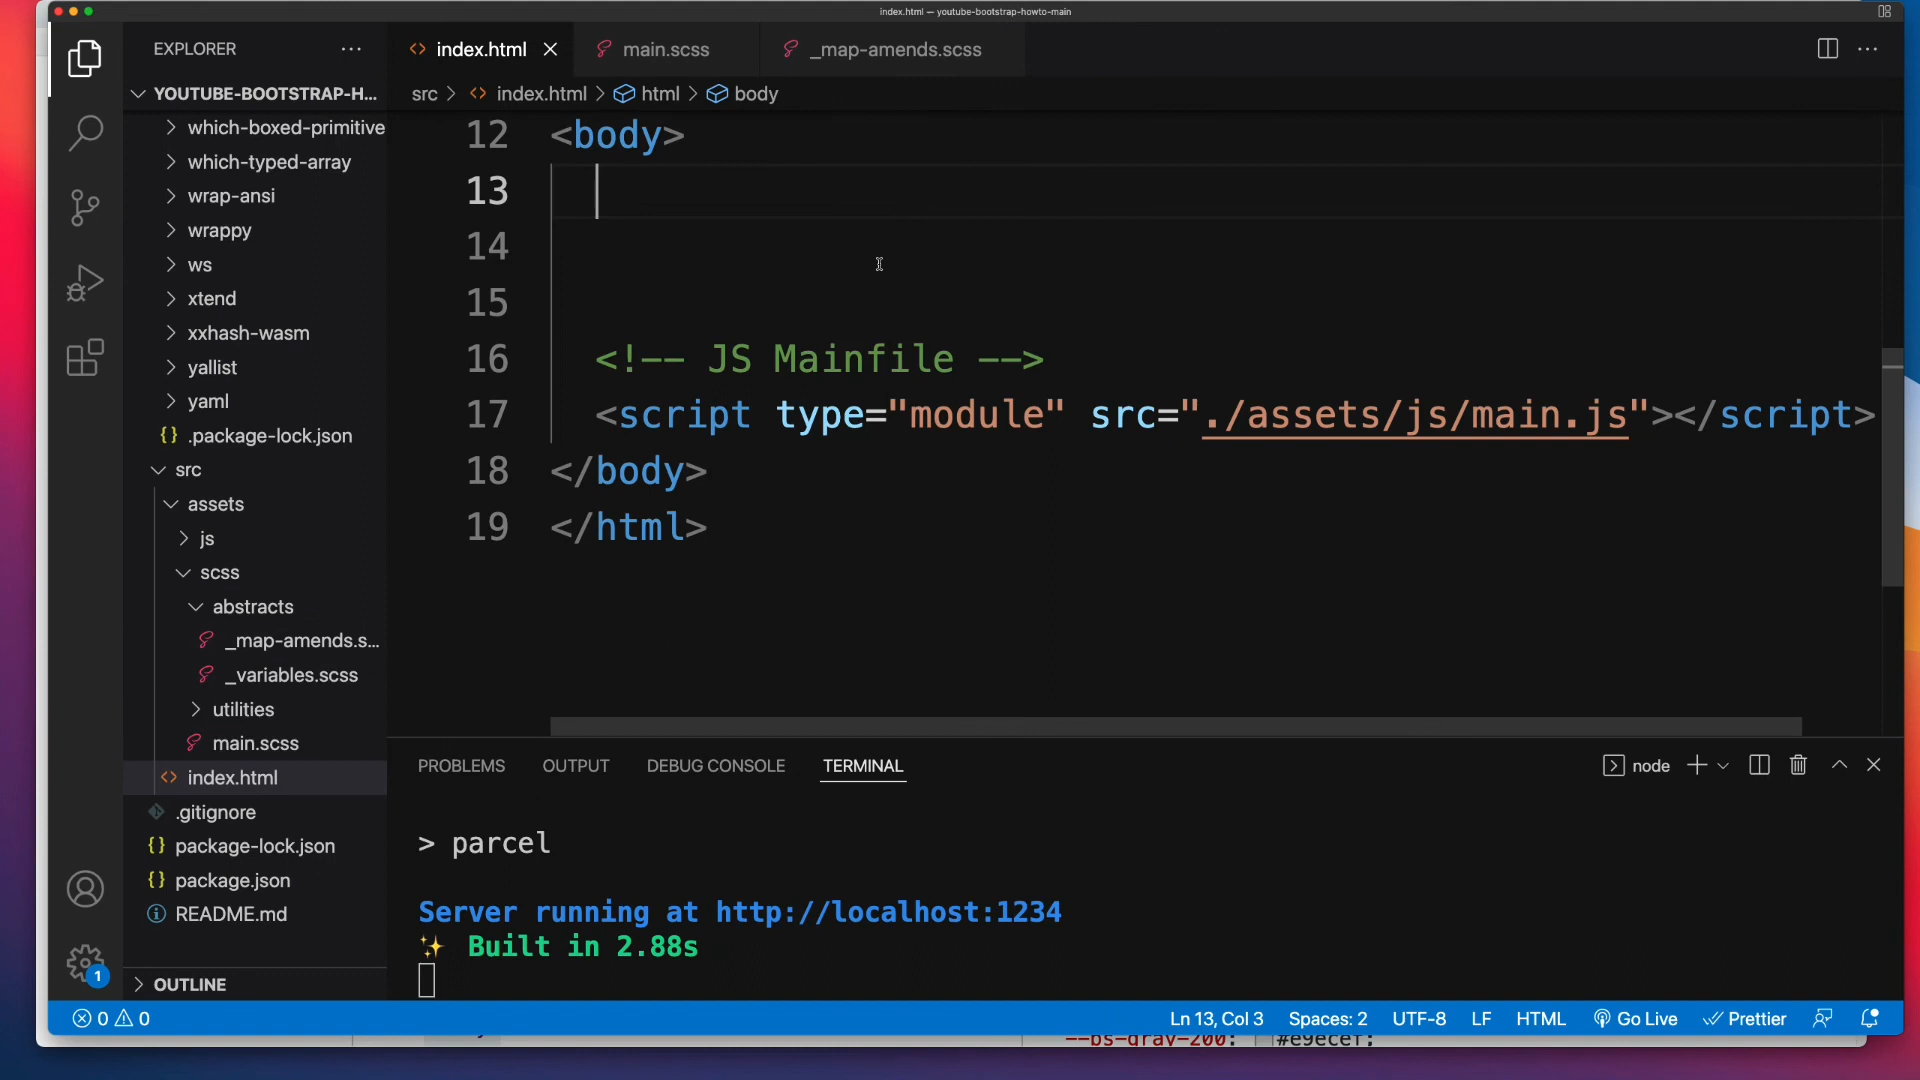 index.html — youtube-bootstrap-howto-main
EXPLORER
index.html
main.scss
_map-amends.scss
YOUTUBE-BOOTSTRAP-H...
src > index.html > html > body
which-boxed-primitive
which-typed-array
wrap-ansi
wrappy
ws
xtend
xxhash-wasm
yallist
yaml
.package-lock.json
src
assets
js
scss
abstracts
_map-amends.s...
_variables.scss
utilities
main.scss
index.html
.gitignore
package-lock.json
package.json
README.md
OUTLINE
12 <body>
13
14
15
16 <!-- JS Mainfile -->
17 <script type="module" src="./assets/js/main.js"></script>
18 </body>
19 </html>
PROBLEMS OUTPUT DEBUG CONSOLE TERMINAL
node
> parcel
Server running at http://localhost:1234
✨ Built in 2.88s
1
0 0
Ln 13, Col 3 Spaces: 2 UTF-8 LF HTML Go Live Prettier
--bs-gray-200: #e9ecef;